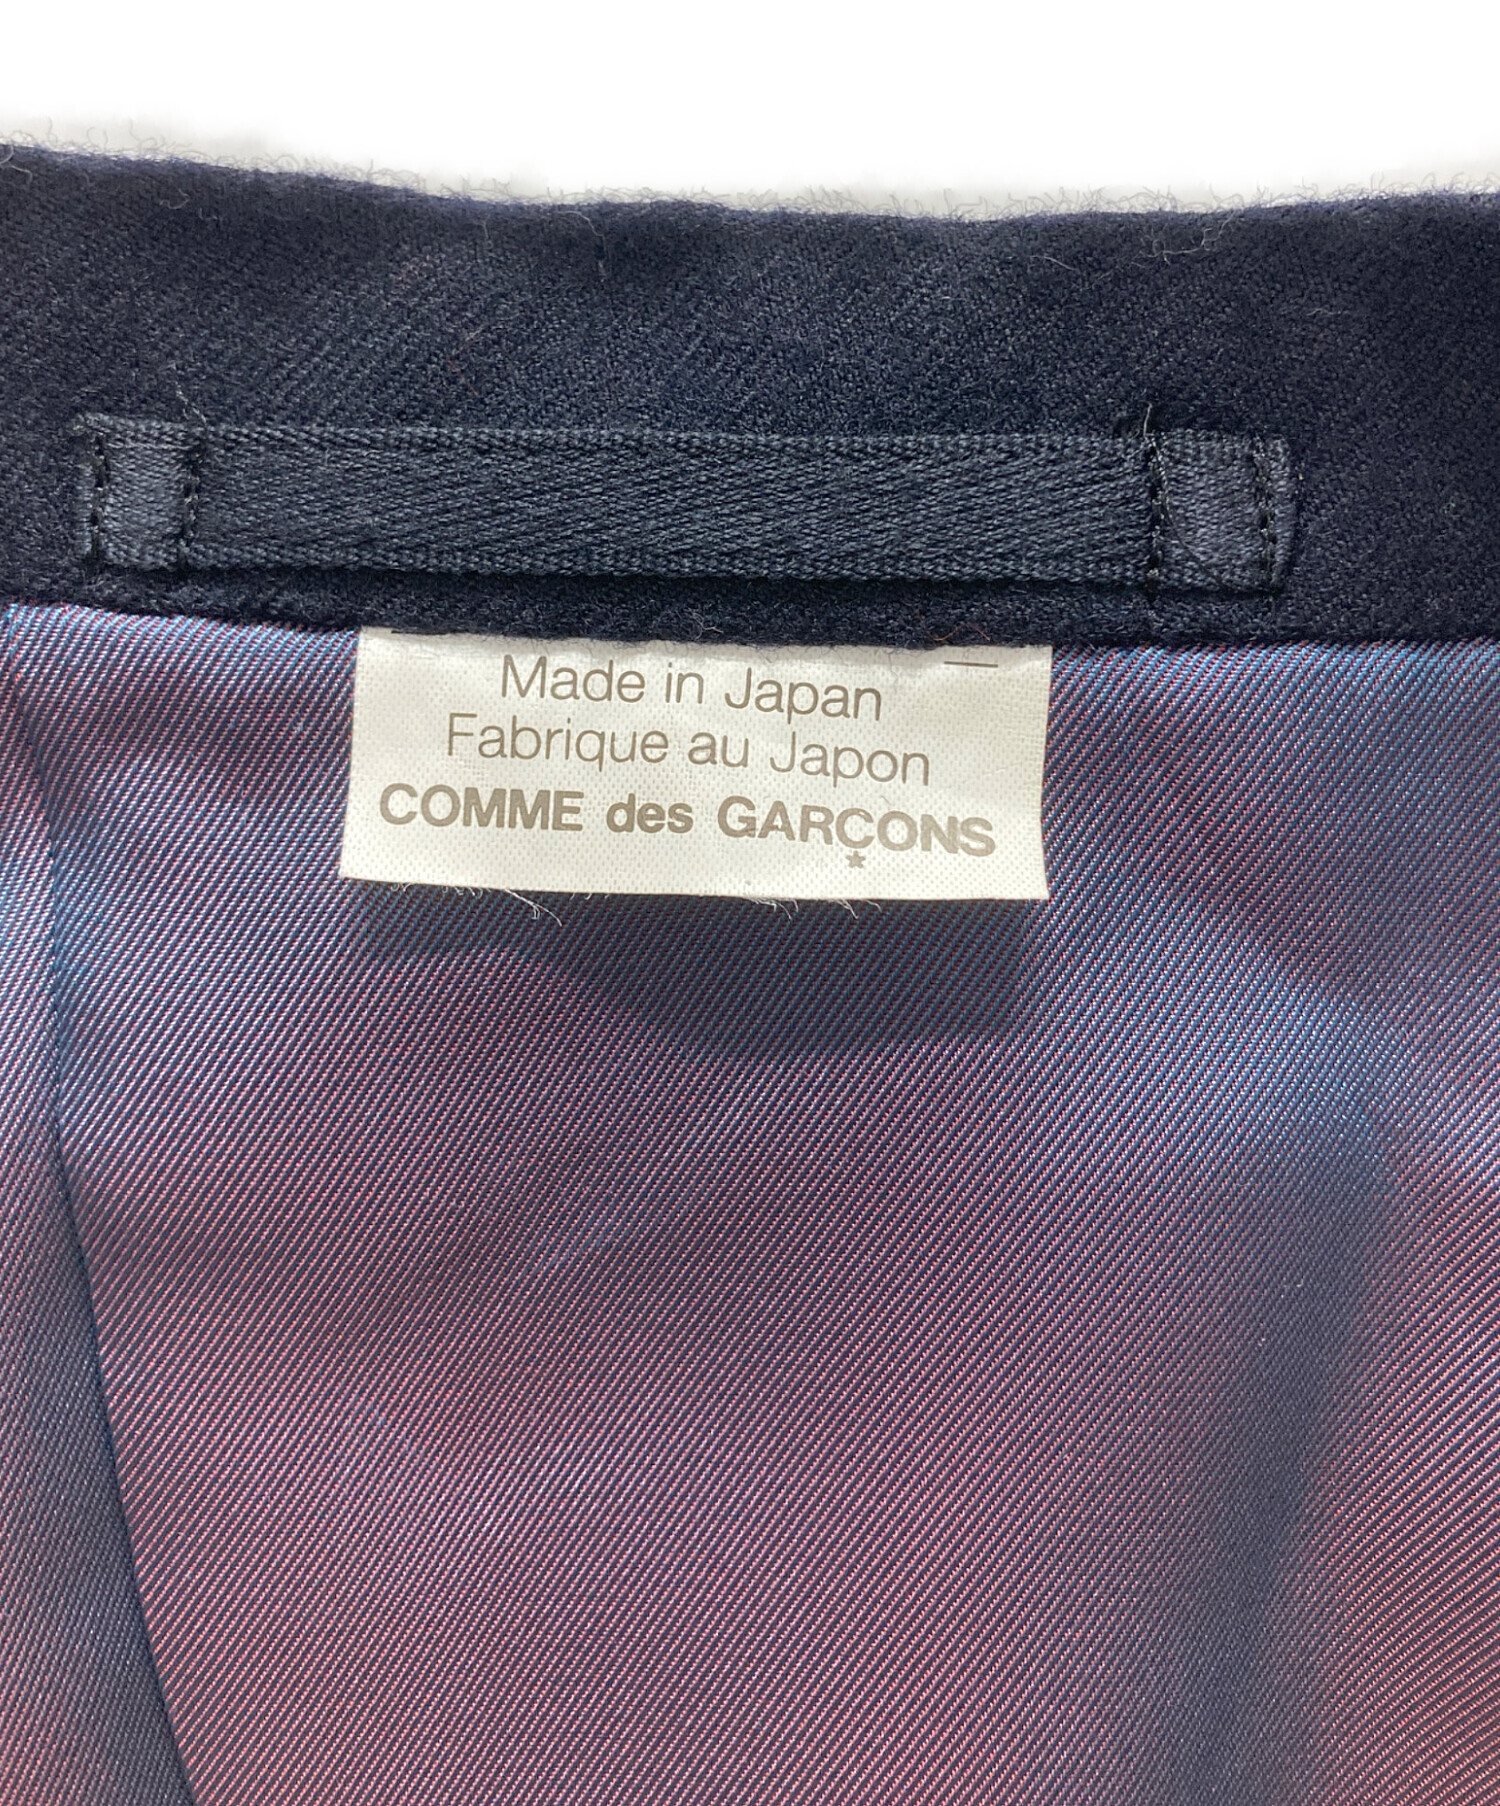 Made in Japan
Fabrique au Japon
COMME des GARÇONS